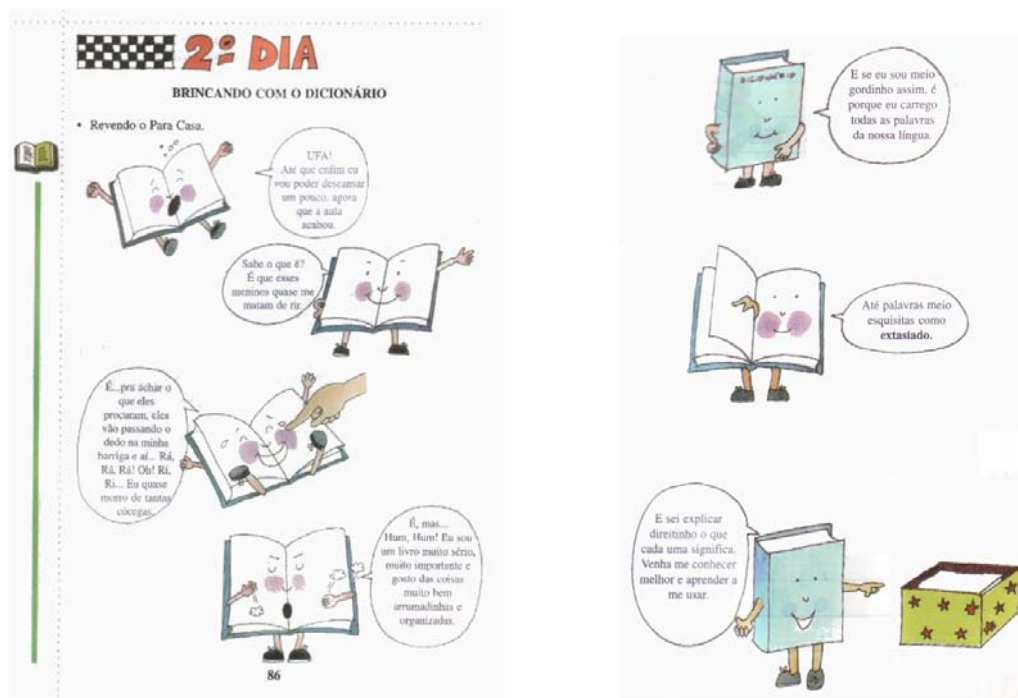 2º DIA
BRINCANDO COM O DICIONÁRIO
• Revendo o Para Casa.
UFA!
Até que enfim eu
vou poder descansar
um pouco, agora
que a aula
acabou.
Sabe o que é?
É que esses
meninos quase me
matam de rir.
É...pra achar o
que eles
procuram, eles
vão passando o
dedo na minha
barriga e aí... Rá,
Rá, Rá! Oh! Ri,
Ri... Eu quase
morro de tantas
cócegas.
É, mas...
Hum, Hum! Eu sou
um livro muito sério,
muito importante e
gosto das coisas
muito bem
arrumadinhas e
organizadas.
86
DICIONÁRIO
E se eu sou meio
gordinho assim, é
porque eu carrego
todas as palavras
da nossa língua.
Até palavras meio
esquisitas como
extasiado.
E sei explicar
direitinho o que
cada uma significa.
Venha me conhecer
melhor e aprender a
me usar.